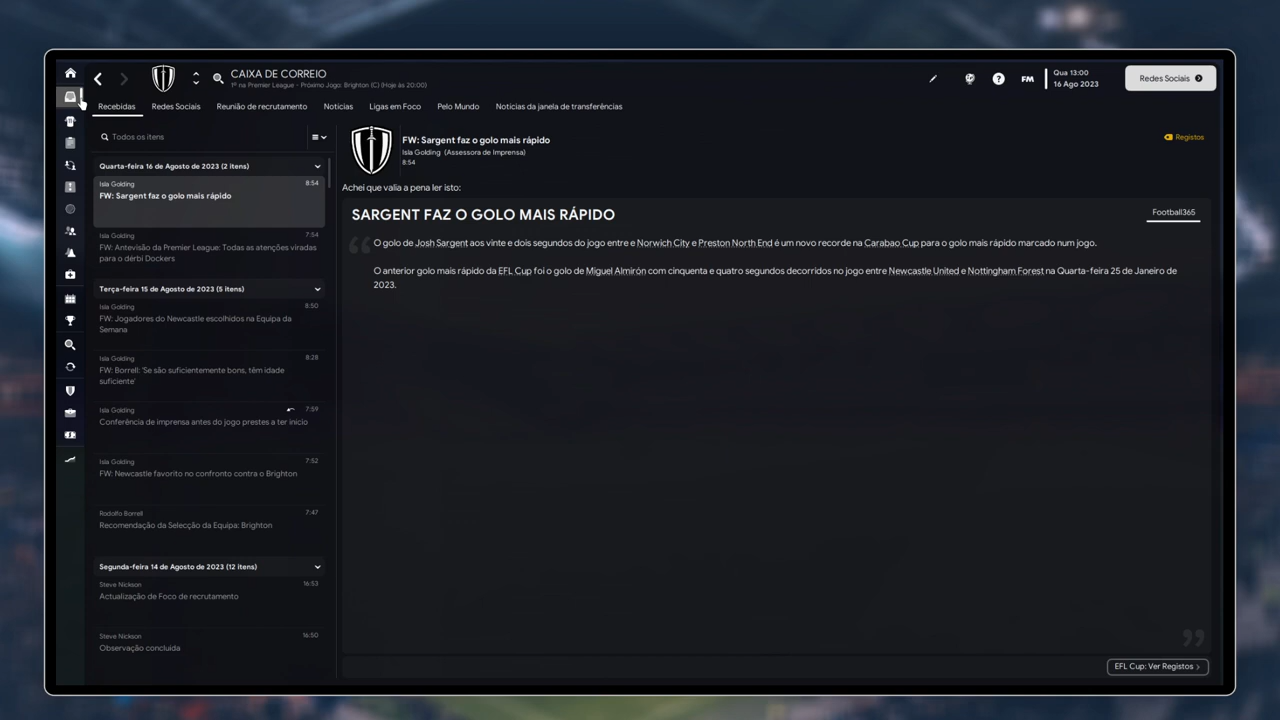 CAIXA DE CORREIO
1º na Premier League - Próximo Jogo: Brighton (C) (Hoje às 20:00)
FM
Qua 13:00
16 Ago 2023
Redes Sociais
Recebidas
Redes Sociais
Reunião de recrutamento
Notícias
Ligas em Foco
Pelo Mundo
Notícias da janela de transferências
Todos os itens
Quarta-feira 16 de Agosto de 2023 (2 itens)
Isla Golding 8:54
FW: Sargent faz o golo mais rápido
Isla Golding 7:54
FW: Antevisão da Premier League: Todas as atenções viradas
para o dérbi Dockers
Terça-feira 15 de Agosto de 2023 (5 itens)
Isla Golding 8:50
FW: Jogadores do Newcastle escolhidos na Equipa da
Semana
Isla Golding 8:28
FW: Borrell: 'Se são suficientemente bons, têm idade
suficiente'
Isla Golding 7:59
Conferência de imprensa antes do jogo prestes a ter início
Isla Golding 7:52
FW: Newcastle favorito no confronto contra o Brighton
Rodolfo Borrell 7:47
Recomendação da Selecção da Equipa: Brighton
Segunda-feira 14 de Agosto de 2023 (12 itens)
Steve Nickson 16:53
Actualização de Foco de recrutamento
Steve Nickson 16:50
Observação concluída
FW: Sargent faz o golo mais rápido
Isla Golding (Assessora de Imprensa)
8:54
Registos
Achei que valia a pena ler isto:
SARGENT FAZ O GOLO MAIS RÁPIDO
Football365
O golo de Josh Sargent aos vinte e dois segundos do jogo entre e Norwich City e Preston North End é um novo recorde na Carabao Cup para o golo mais rápido marcado num jogo.
O anterior golo mais rápido da EFL Cup foi o golo de Miguel Almirón com cinquenta e quatro segundos decorridos no jogo entre Newcastle United e Nottingham Forest na Quarta-feira 25 de Janeiro de
2023.
EFL Cup: Ver Registos